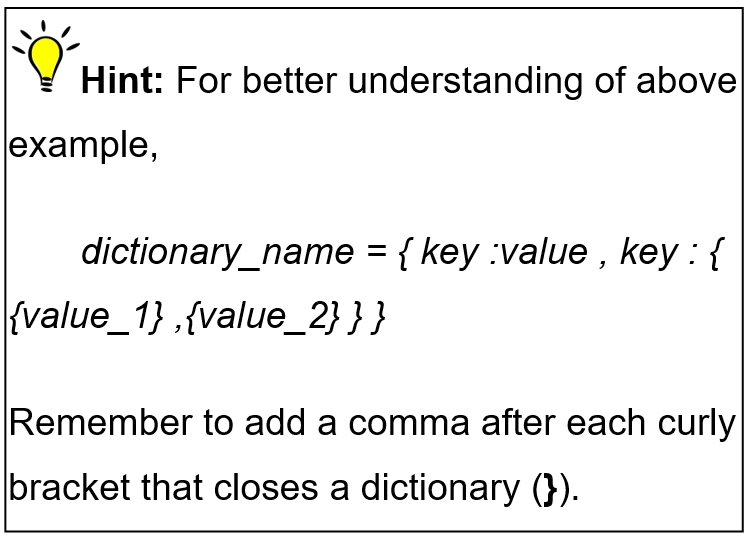 Hint: For better understanding of above
example,
dictionary_name = { key :value , key : {
{value_1} ,{value_2} } }
Remember to add a comma after each curly
bracket that closes a dictionary (}).